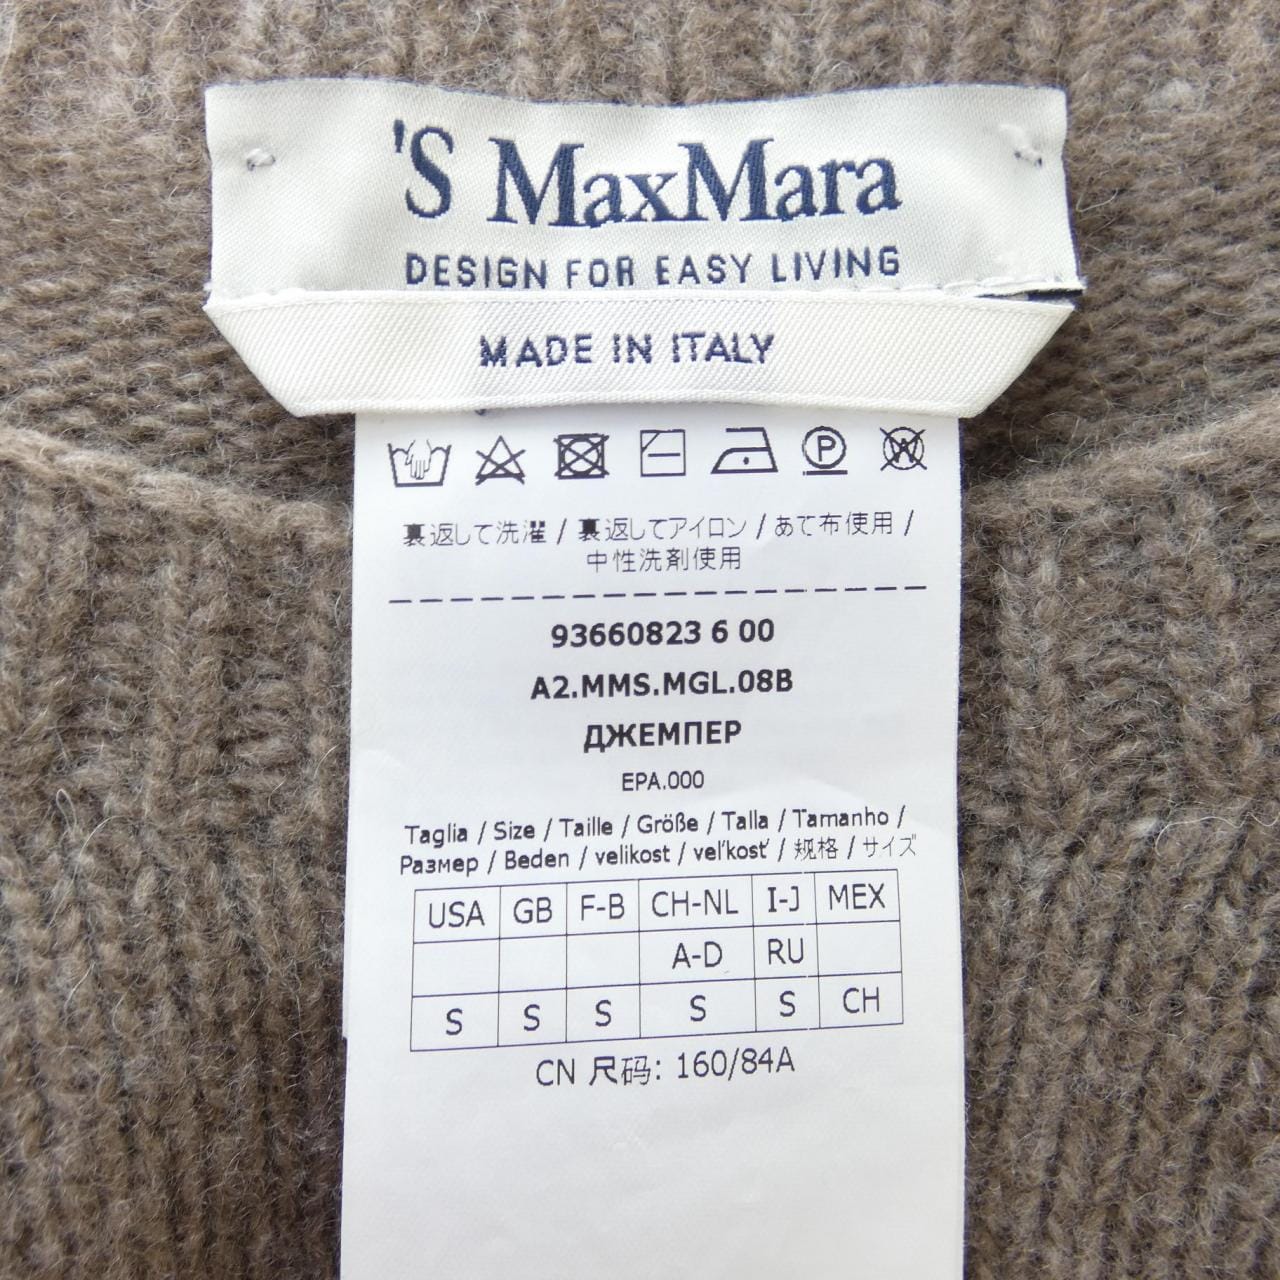 'S MaxMara
DESIGN FOR EASY LIVING
MADE IN ITALY
P W
裏返して洗濯 / 裏返してアイロン / あて布使用 /
中性洗剤使用
93660823 6 00
A2.MMS.MGL.08B
ДЖЕМПЕР
EPA.000
Taglia / Size / Taille / Größe / Talla / Tamanho /
Размер / Beden / velikost / veľkosť / 规格 / サイズ
USA GB F-B CH-NL I-J MEX
A-D RU
S S S S S CH
CN 尺码: 160/84A